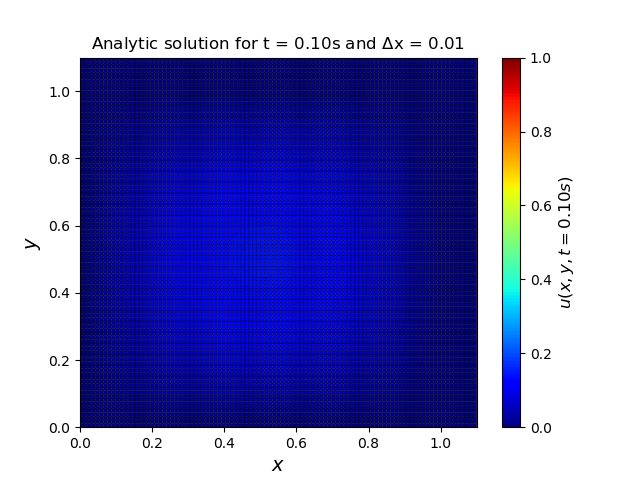 Analytic solution for t = 0.10s and Δx = 0.01
1.0
0.8
0.6
0.4
0.2
0.0
y
0.0 0.2 0.4 0.6 0.8 1.0
x
1.0
0.8
0.6
0.4
0.2
0.0
u(x, y, t = 0.10s)